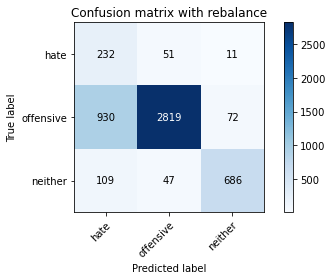 Confusion matrix with rebalance
True label
hate 232 51 11
offensive 930 2819 72
neither 109 47 686
hate offensive neither
Predicted label
2500
2000
1500
1000
500